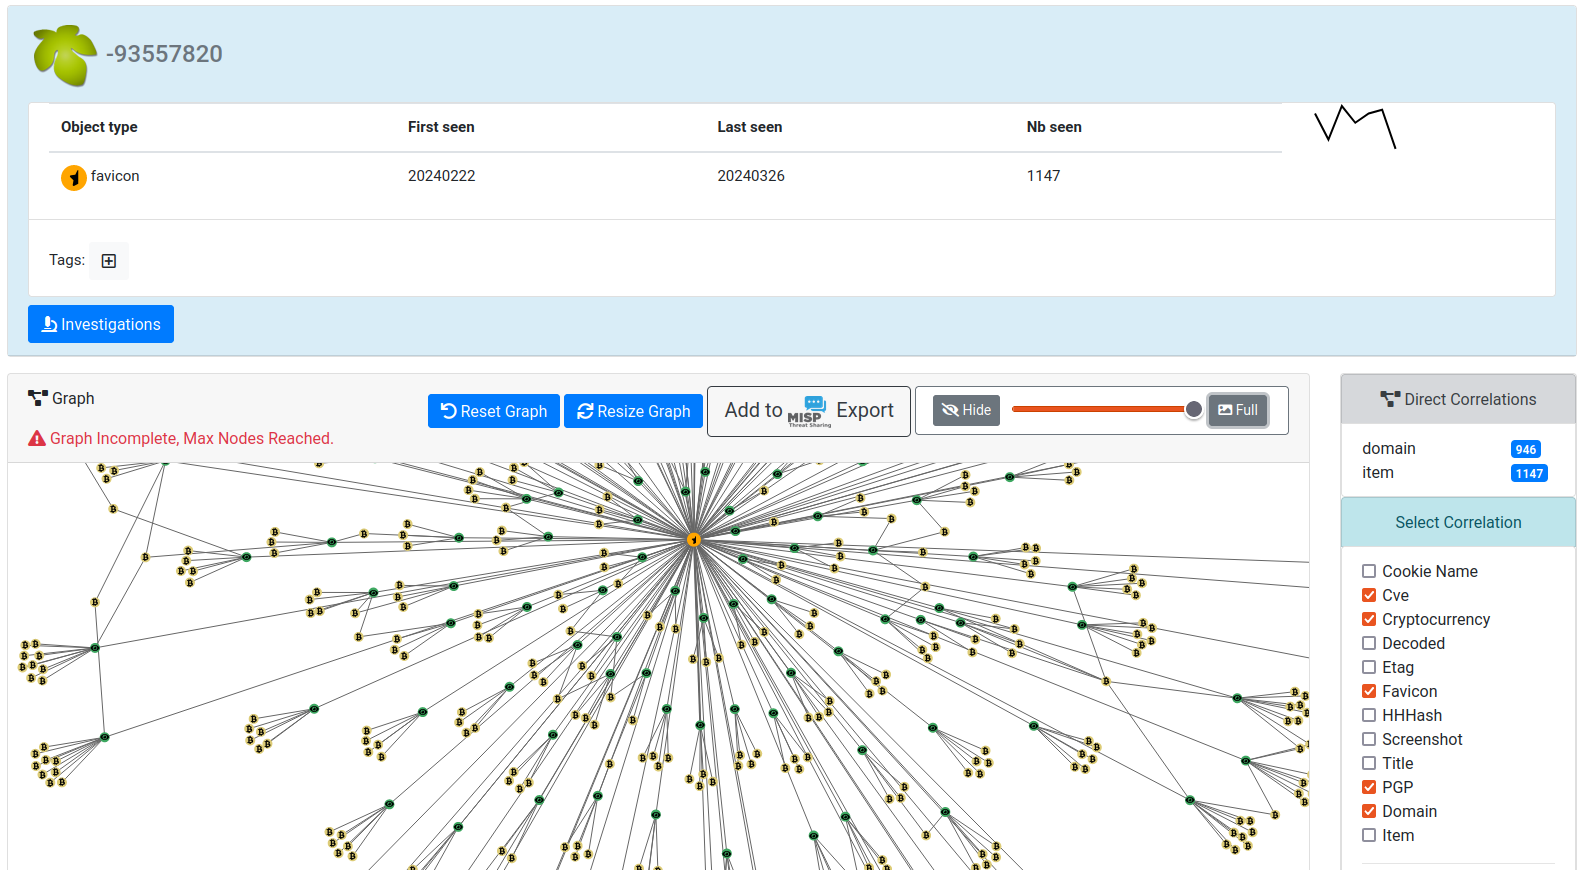 -93557820
Object type First seen Last seen Nb seen
favicon 20240222 20240326 1147
Tags:
Investigations
Graph
Reset Graph Resize Graph Add to MISP Threat Sharing Export Hide Full
Graph Incomplete, Max Nodes Reached.
Direct Correlations
domain 946
item 1147
Select Correlation
Cookie Name
Cve
Cryptocurrency
Decoded
Etag
Favicon
HHHash
Screenshot
Title
PGP
Domain
Item